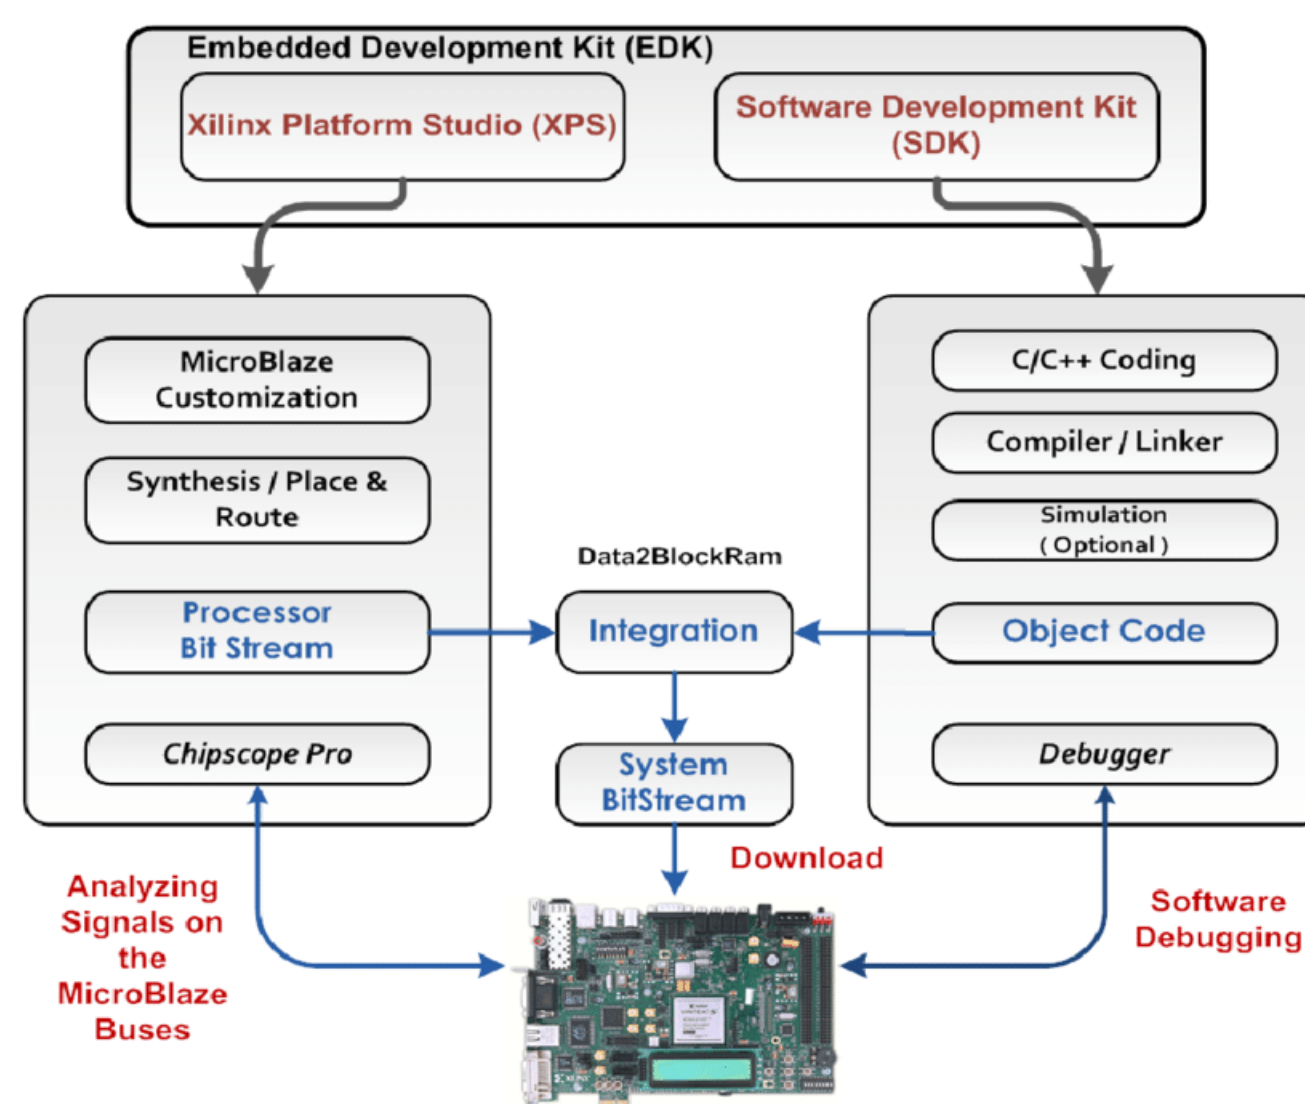 Embedded Development Kit (EDK)
Xilinx Platform Studio (XPS)
Software Development Kit
(SDK)
MicroBlaze
Customization
Synthesis / Place &
Route
Processor
Bit Stream
Chipscope Pro
Data2BlockRam
Integration
System
BitStream
Download
C/C++ Coding
Compiler / Linker
Simulation
( Optional )
Object Code
Debugger
Analyzing
Signals on
the
MicroBlaze
Buses
Software
Debugging